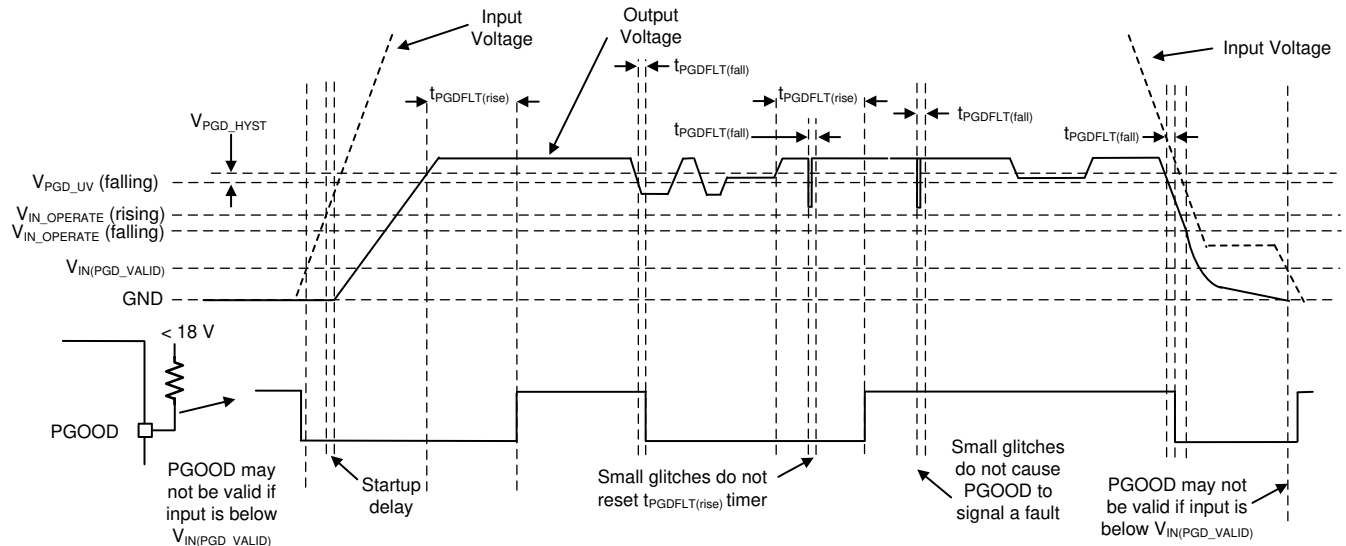 Input
Voltage
Output
Voltage
Input Voltage
tPGDFLT(fall)
tPGDFLT(rise)
tPGDFLT(rise)
tPGDFLT(fall)
tPGDFLT(fall)
tPGDFLT(fall)
VPGD_HYST
VPGD_UV (falling)
VIN_OPERATE (rising)
VIN_OPERATE (falling)
VIN(PGD_VALID)
GND
< 18 V
PGOOD
PGOOD may
not be valid if
input is below
VIN(PGD_VALID)
Startup
delay
Small glitches do not
reset tPGDFLT(rise) timer
Small glitches
do not cause
PGOOD to
signal a fault
PGOOD may not
be valid if input is
below VIN(PGD_VALID)